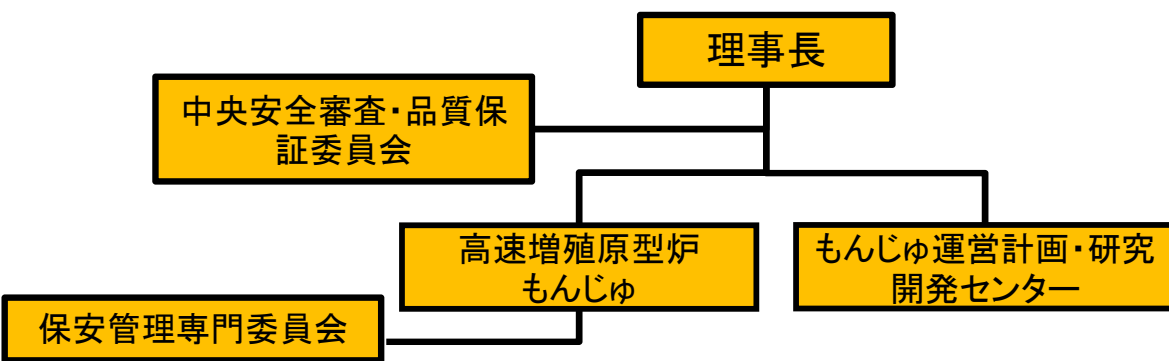 理事長
中央安全審査・品質保
証委員会
高速増殖原型炉
もんじゅ
もんじゅ運営計画・研究
開発センター
保安管理専門委員会